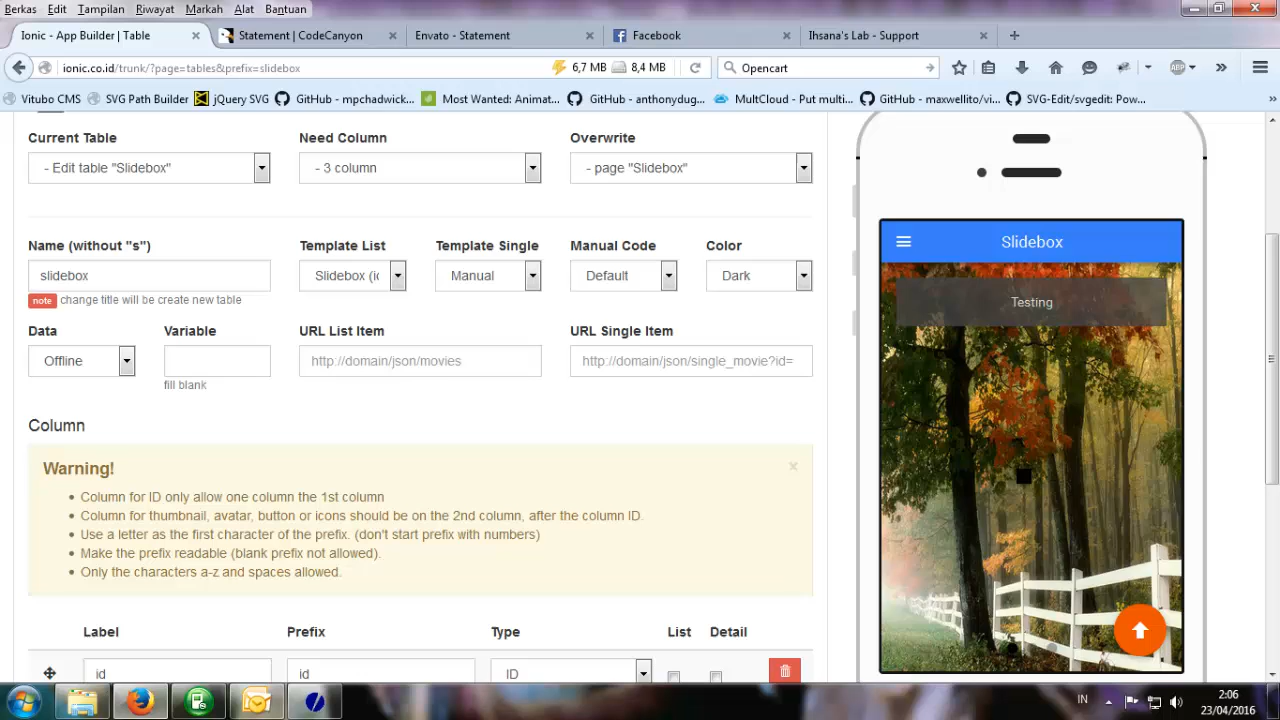 Berkas Edit Tampilan Riwayat Markah Alat Bantuan
Ionic - App Builder | Table
Statement | CodeCanyon
Envato - Statement
Facebook
Ihsana's Lab - Support
ionic.co.id/trunk/?page=tables&prefix=slidebox
6,7 MB 8,4 MB
Opencart
ABP
Vitubo CMS
SVG Path Builder
jQuery SVG
GitHub - mpchadwick...
Most Wanted: Animat...
GitHub - anthonydug...
MultCloud - Put multi...
GitHub - maxwellito/vi...
SVG-Edit/svgedit: Pow...
Current Table Need Column Overwrite
- Edit table "Slidebox" - 3 column - page "Slidebox"
Name (without "s") Template List Template Single Manual Code Color
slidebox Slidebox (ic Manual Default Dark
note change title will be create new table
Data Variable URL List Item URL Single Item
Offline http://domain/json/movies http://domain/json/single_movie?id=
fill blank
Column
Warning!
×
Column for ID only allow one column the 1st column
Column for thumbnail, avatar, button or icons should be on the 2nd column, after the column ID.
Use a letter as the first character of the prefix. (don't start prefix with numbers)
Make the prefix readable (blank prefix not allowed).
Only the characters a-z and spaces allowed.
Label Prefix Type List Detail
id id ID
Slidebox
Testing
IN
2:06
23/04/2016